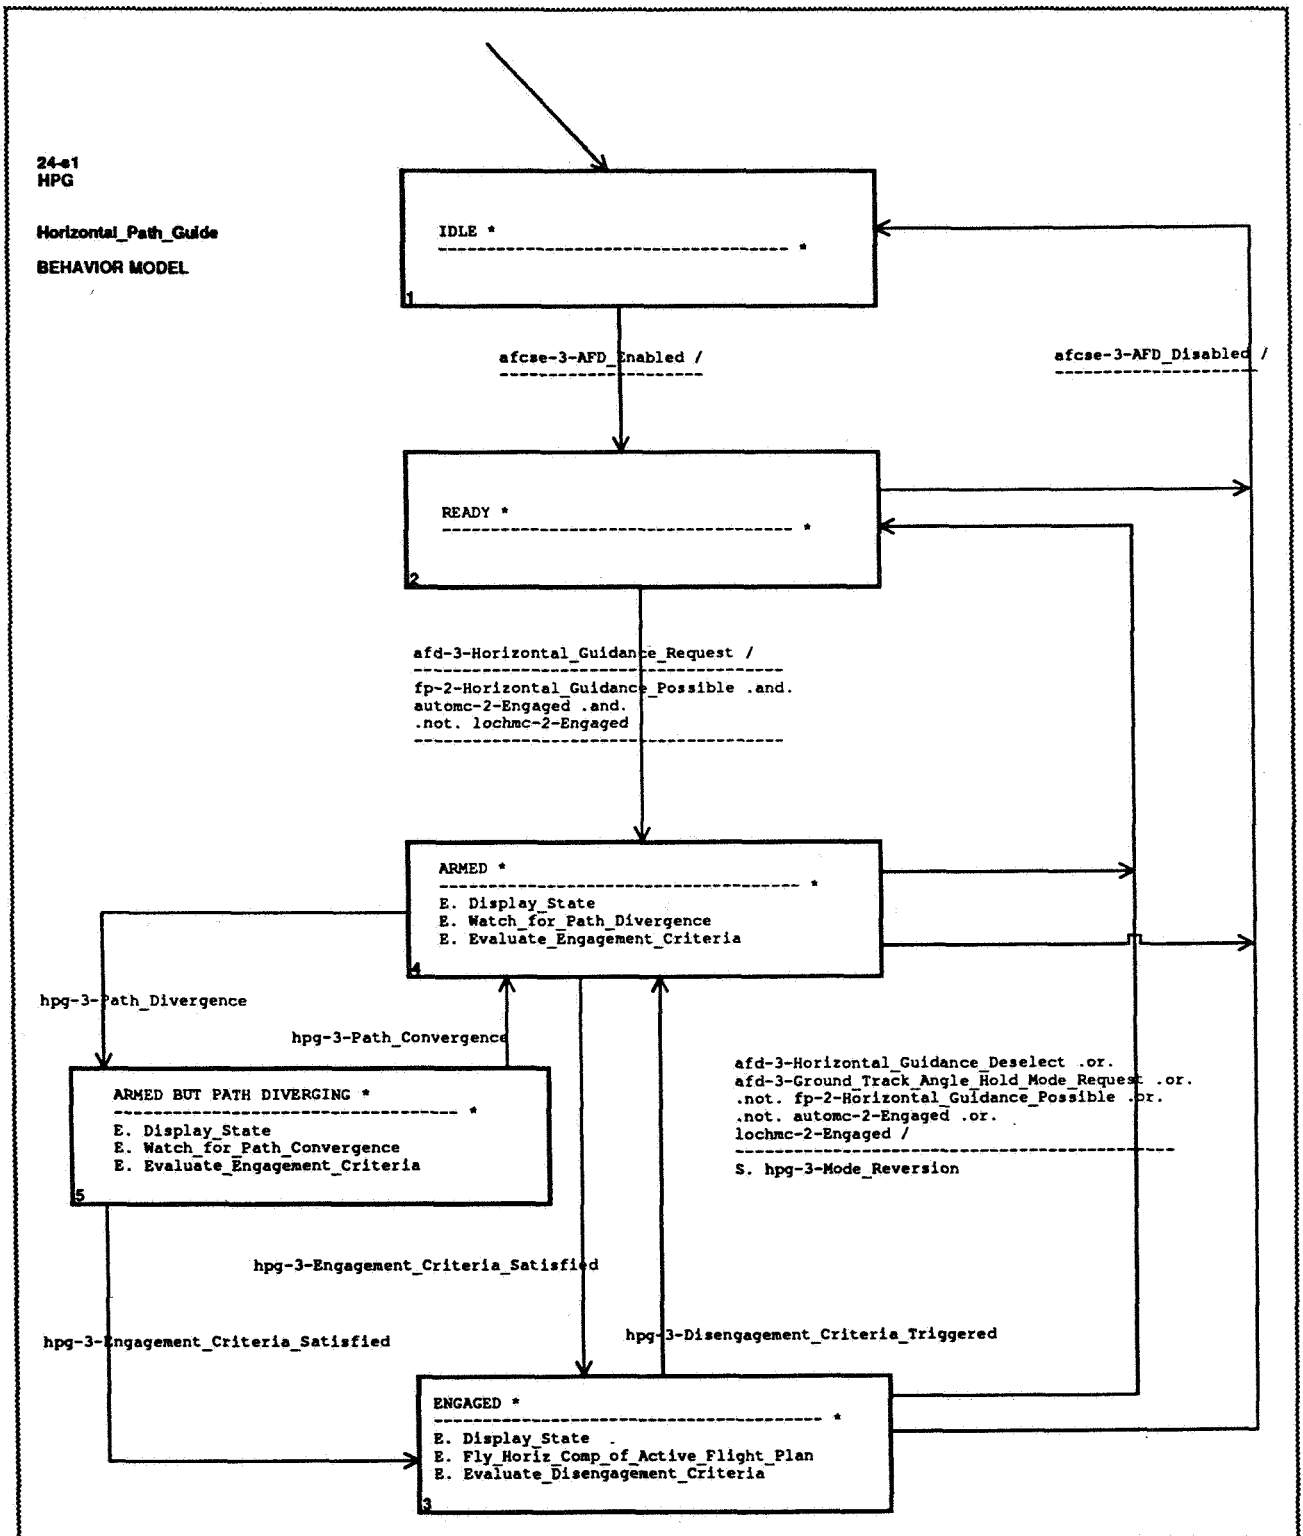 24-s1
HPG
Horizontal_Path_Guide
BEHAVIOR MODEL
IDLE *
*
1
afcse-3-AFD_Enabled /
afcse-3-AFD_Disabled /
READY *
*
2
afd-3-Horizontal_Guidance_Request /
fp-2-Horizontal_Guidance_Possible .and.
automc-2-Engaged .and.
.not. lochmc-2-Engaged
ARMED *
*
E. Display_State
E. Watch_for_Path_Divergence
E. Evaluate_Engagement_Criteria
4
hpg-3-Path_Divergence
hpg-3-Path_Convergence
ARMED BUT PATH DIVERGING *
*
E. Display_State
E. Watch_for_Path_Convergence
E. Evaluate_Engagement_Criteria
5
afd-3-Horizontal_Guidance_Deselect .or.
afd-3-Ground_Track_Angle_Hold_Mode_Request .or.
.not. fp-2-Horizontal_Guidance_Possible .or.
.not. automc-2-Engaged .or.
lochmc-2-Engaged /
S. hpg-3-Mode_Reversion
hpg-3-Engagement_Criteria_Satisfied
hpg-3-Engagement_Criteria_Satisfied
hpg-3-Disengagement_Criteria_Triggered
ENGAGED *
*
E. Display_State
E. Fly_Horiz_Comp_of_Active_Flight_Plan
E. Evaluate_Disengagement_Criteria
3